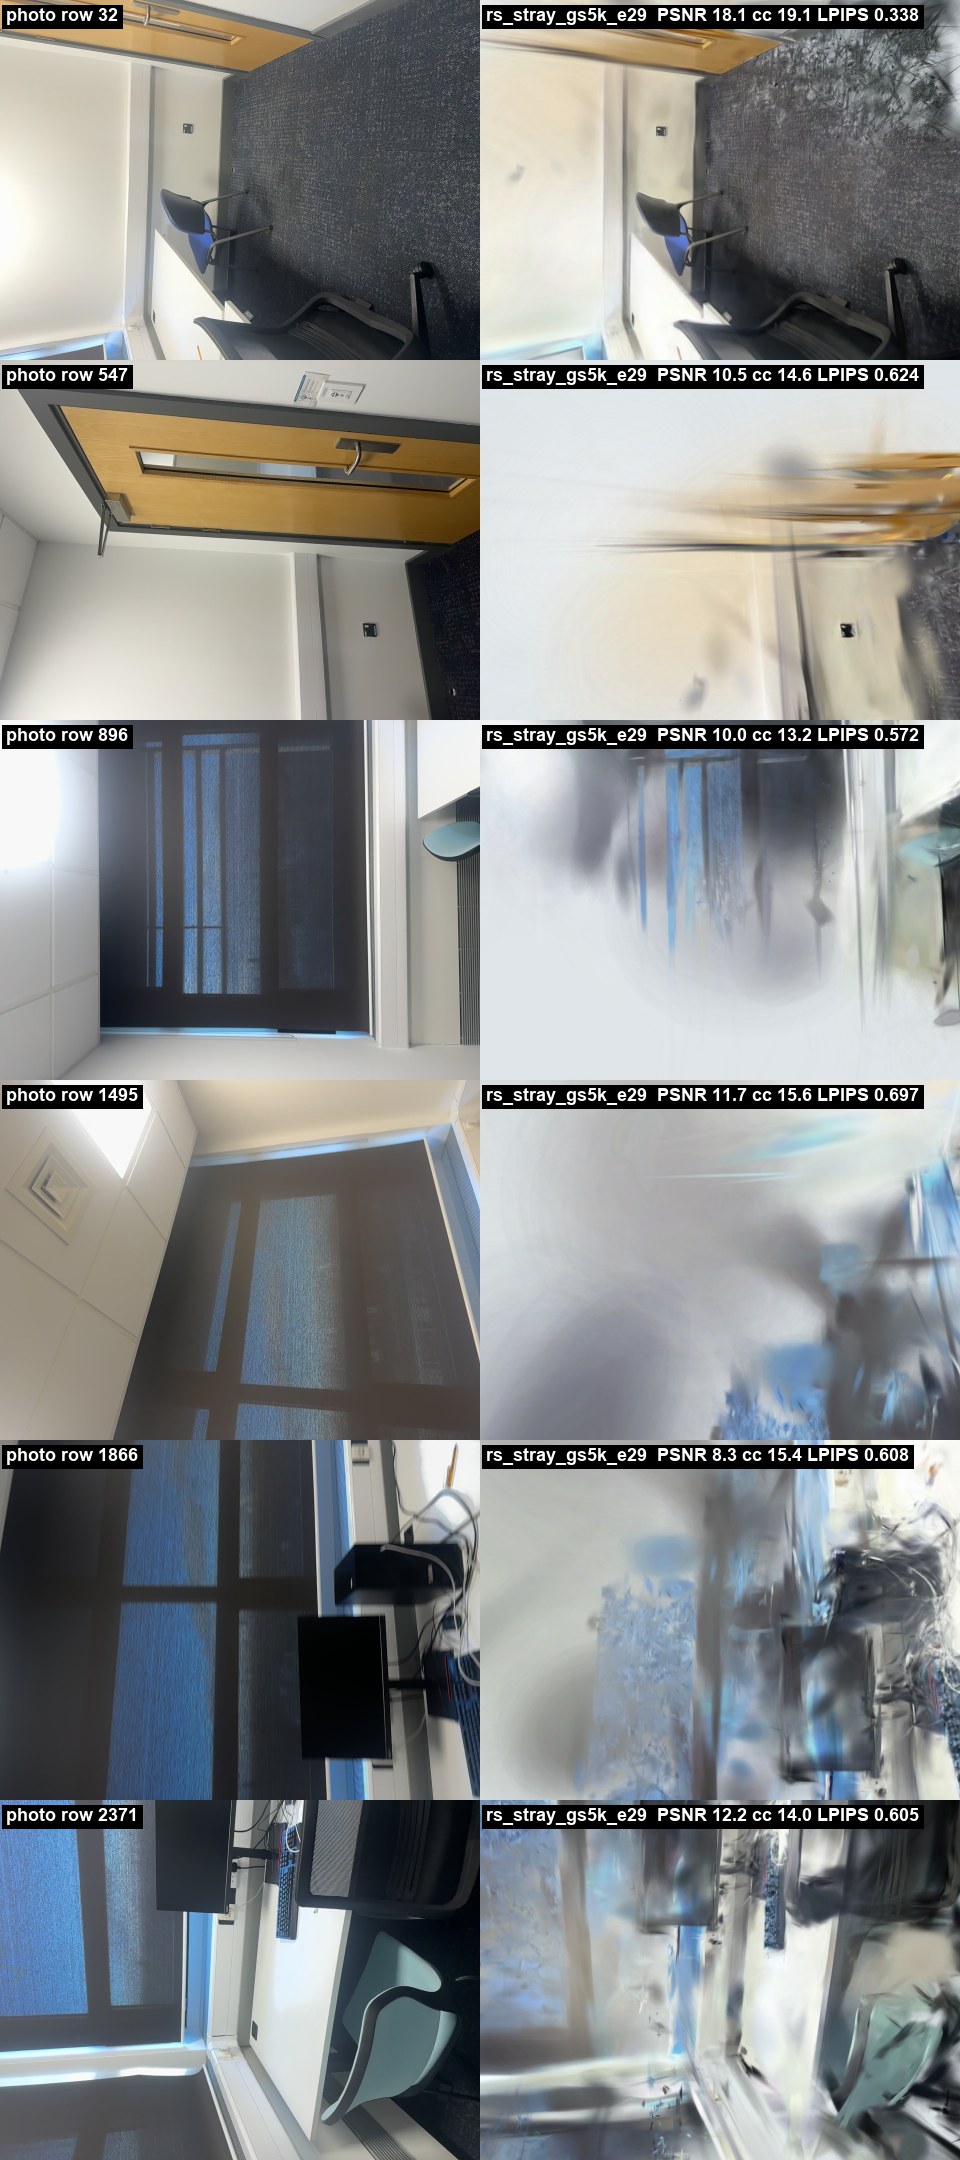 photo row 32
rs_stray_gs5k_e29 PSNR 18.1 cc 19.1 LPIPS 0.338
photo row 547
rs_stray_gs5k_e29 PSNR 10.5 cc 14.6 LPIPS 0.624
photo row 896
rs_stray_gs5k_e29 PSNR 10.0 cc 13.2 LPIPS 0.572
photo row 1495
rs_stray_gs5k_e29 PSNR 11.7 cc 15.6 LPIPS 0.697
photo row 1866
rs_stray_gs5k_e29 PSNR 8.3 cc 15.4 LPIPS 0.608
photo row 2371
rs_stray_gs5k_e29 PSNR 12.2 cc 14.0 LPIPS 0.605